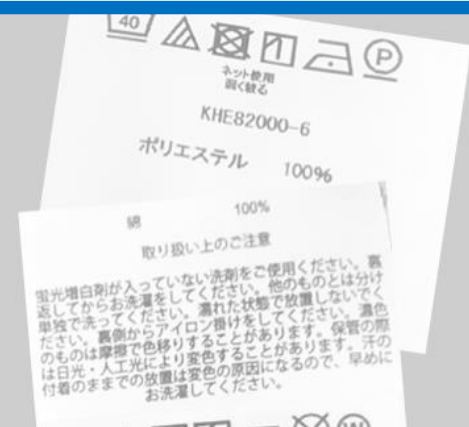 40
P
ネット使用
弱く絞る
KHE82000-6
ポリエステル 100%
綿 100%
取り扱い上のご注意
蛍光増白剤が入っていない洗剤をご使用ください。裏
返してからお洗濯をしてください。他のものとは分け
単独で洗ってください。濡れた状態で放置しないでく
ださい。裏側からアイロン掛けをしてください。濃色
のものは摩擦で色移りすることがあります。保管の際
は日光・人工光により変色することがあります。汗の
付着のままでの放置は変色の原因になるので、早めに
お洗濯してください。
W